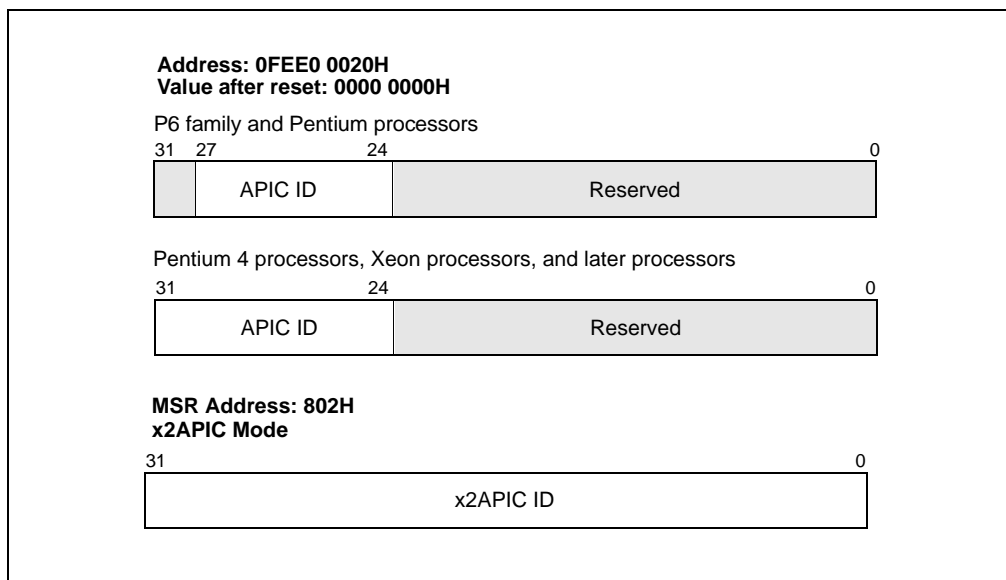 Address: 0FEE0 0020H
Value after reset: 0000 0000H
P6 family and Pentium processors
31 27 24 0
APIC ID Reserved
Pentium 4 processors, Xeon processors, and later processors
31 24 0
APIC ID Reserved
MSR Address: 802H
x2APIC Mode
31 0
x2APIC ID